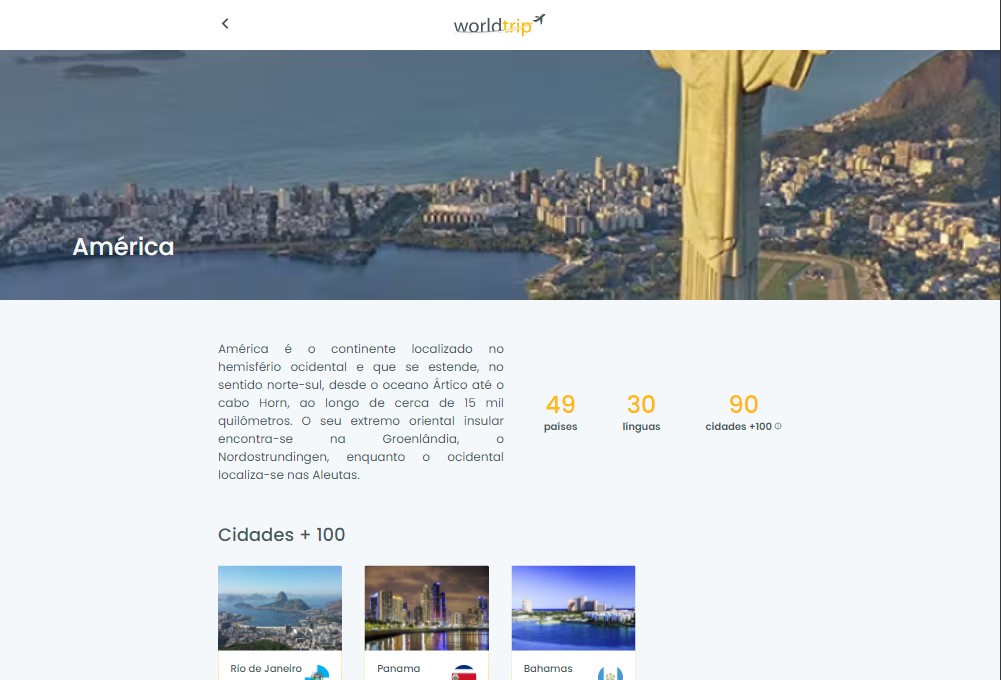 worldtrip
América
América é o continente localizado no
hemisfério ocidental e que se estende, no
sentido norte-sul, desde o oceano Ártico até o
cabo Horn, ao longo de cerca de 15 mil
quilômetros. O seu extremo oriental insular
encontra-se na Groenlândia, o
Nordostrundingen, enquanto o ocidental
localiza-se nas Aleutas.
49
países
30
línguas
90
cidades +100
Cidades + 100
Rio de Janeiro
Panama
Bahamas